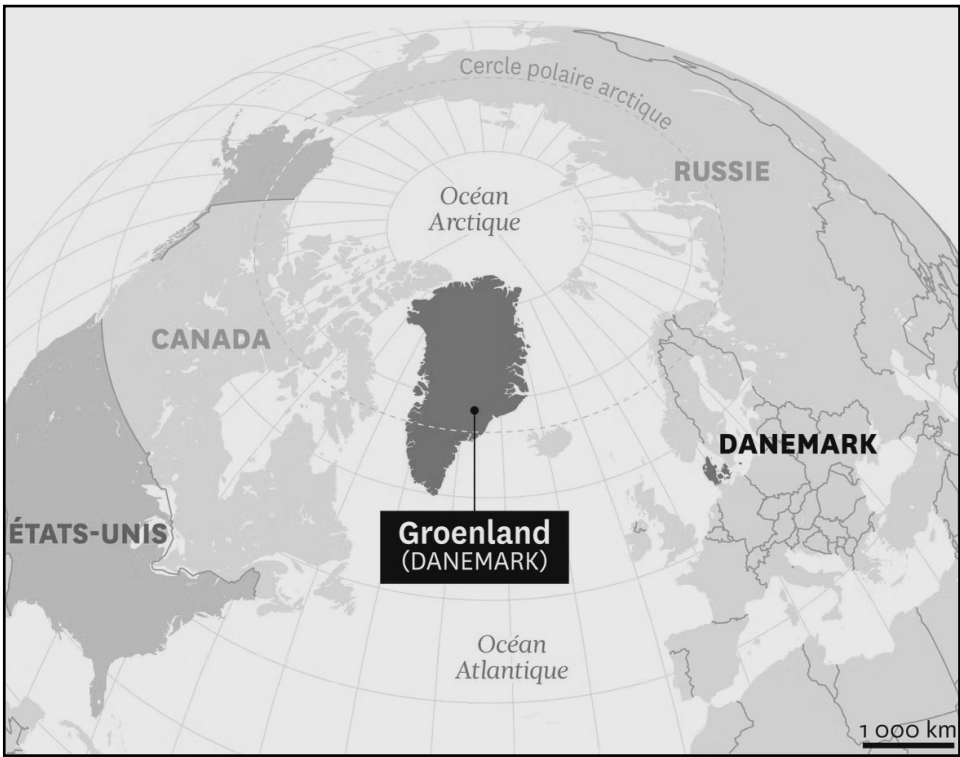 Cercle polaire arctique
RUSSIE
Océan
Arctique
CANADA
DANEMARK
ÉTATS-UNIS
Groenland
(DANEMARK)
Océan
Atlantique
1 000 km